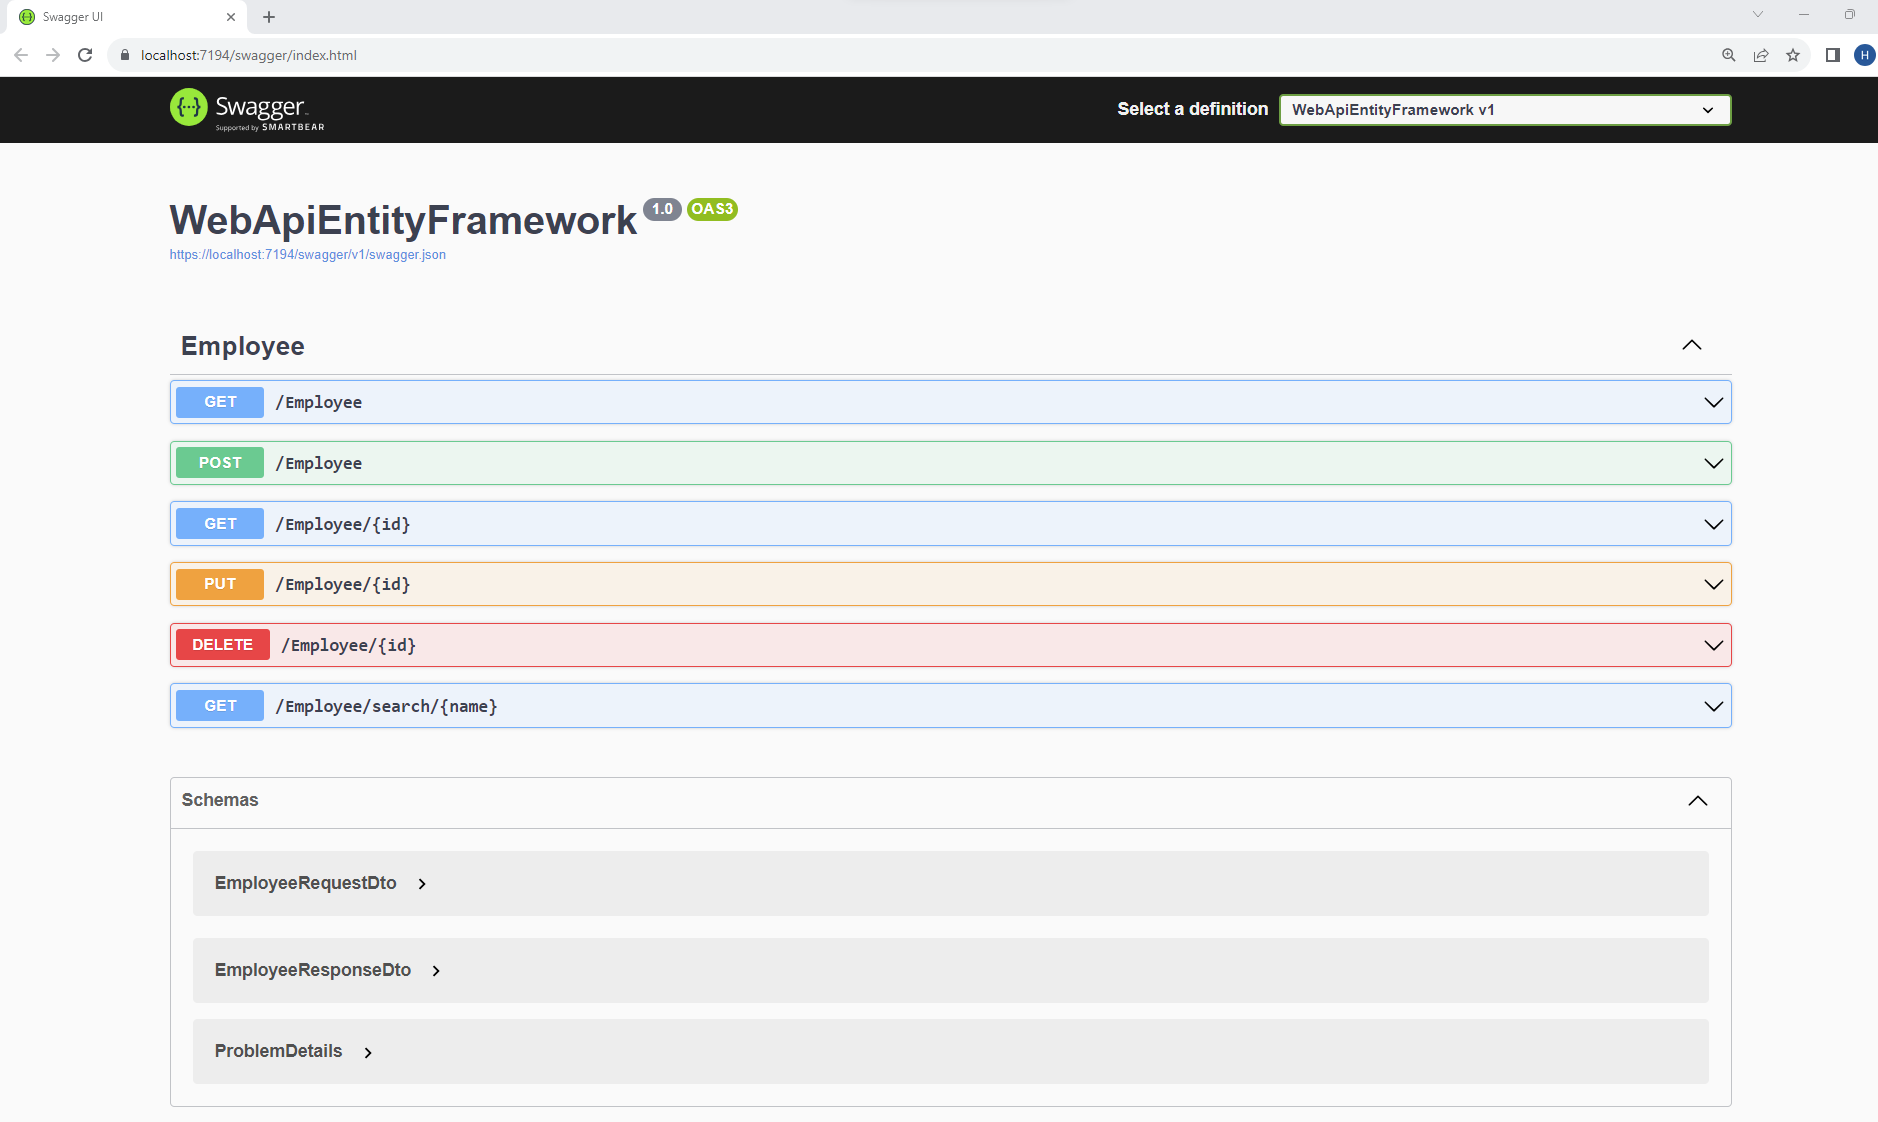 Swagger UI
localhost:7194/swagger/index.html
H
{···} Swagger
Supported by SMARTBEAR
Select a definition
WebApiEntityFramework v1
WebApiEntityFramework 1.0 OAS3
https://localhost:7194/swagger/v1/swagger.json
Employee
GET /Employee
POST /Employee
GET /Employee/{id}
PUT /Employee/{id}
DELETE /Employee/{id}
GET /Employee/search/{name}
Schemas
EmployeeRequestDto
EmployeeResponseDto
ProblemDetails